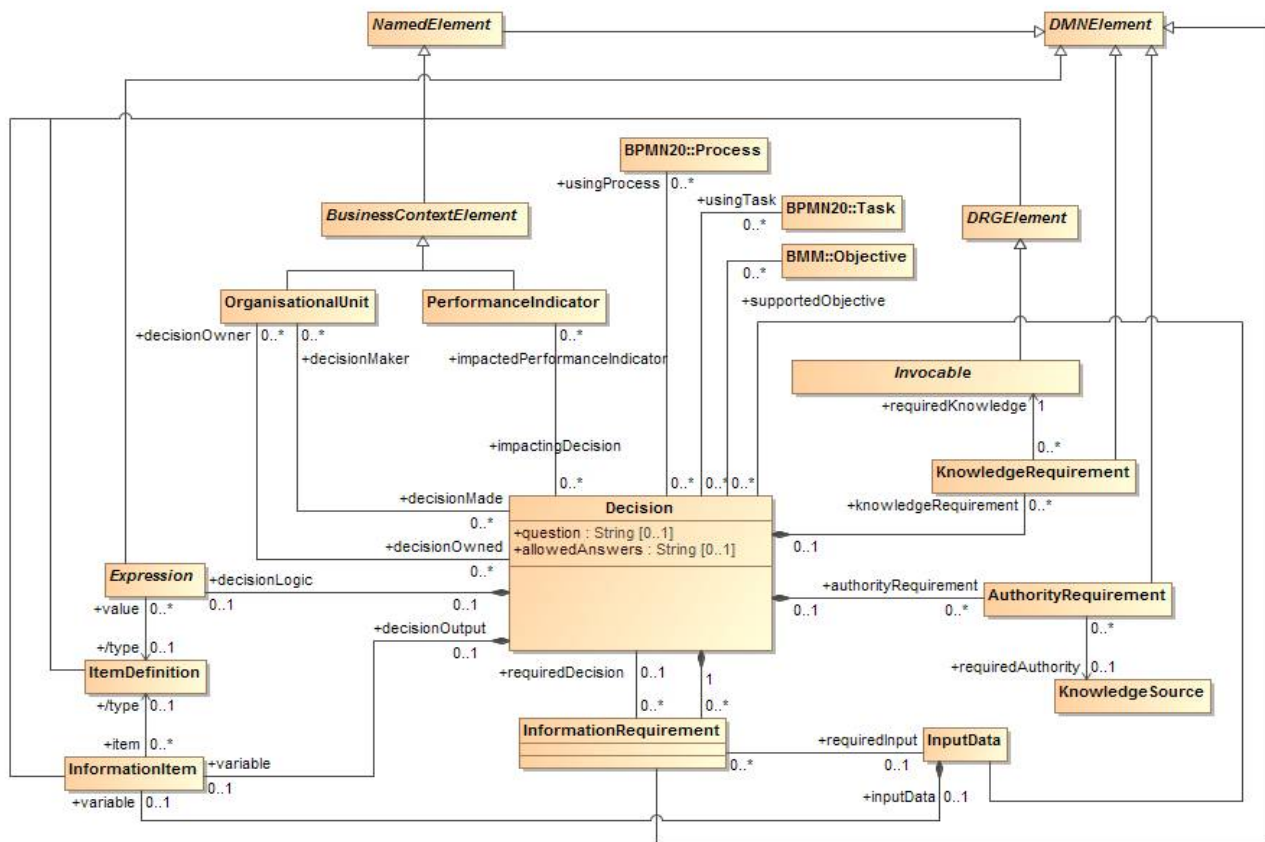 NamedElement
DMNElement
BPMN20::Process
+usingProcess 0..*
+usingTask
BPMN20::Task
0..*
BusinessContextElement
DRGElement
BMM::Objective
0..*
+supportedObjective
OrganisationalUnit
PerformanceIndicator
+decisionOwner 0..* 0..*
0..*
+decisionMaker
+impactedPerformanceIndicator
Invocable
+requiredKnowledge 1
0..*
+impactingDecision
KnowledgeRequirement
0..*
0..* 0..* 0..*
+decisionMade
0..*
Decision
+knowledgeRequirement 0..*
+question : String [0..1]
+allowedAnswers : String [0..1]
0..1
+decisionOwned
0..*
Expression
+decisionLogic
0..1
0..1
+authorityRequirement
0..1
0..*
AuthorityRequirement
+value 0..*
+decisionOutput
0..1
0..*
+/type 0..1
+requiredDecision 0..1
1
+requiredAuthority 0..1
ItemDefinition
KnowledgeSource
+/type 0..1
0..* 0..*
+item 0..*
InformationRequirement
+requiredInput
InputData
InformationItem
+variable
0..1
0..*
0..1
+variable 0..1
+inputData 0..1